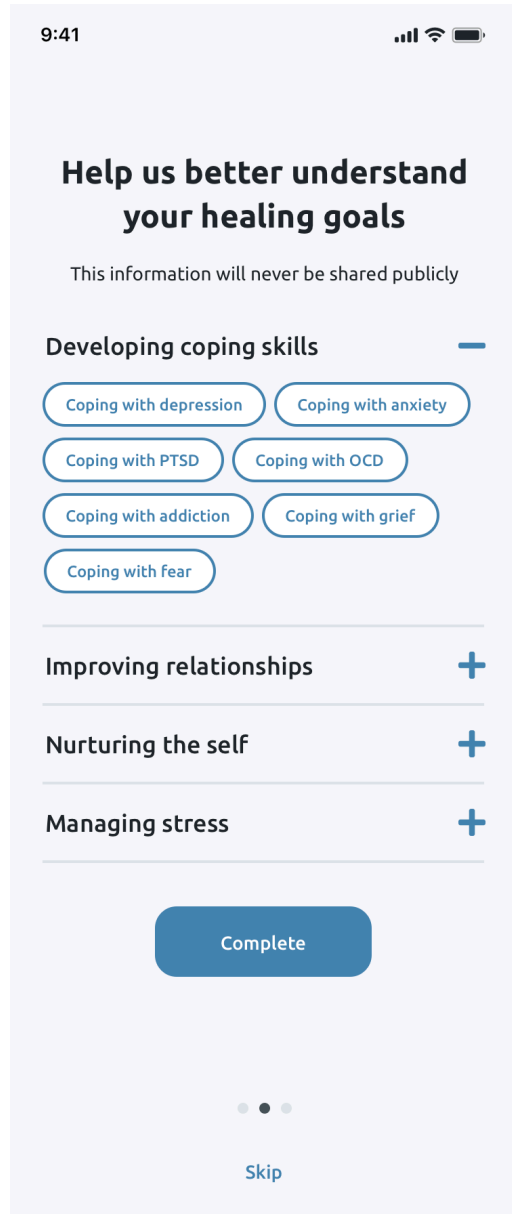 9:41
Help us better understand
your healing goals
This information will never be shared publicly
Developing coping skills
Coping with depression Coping with anxiety
Coping with PTSD Coping with OCD
Coping with addiction Coping with grief
Coping with fear
Improving relationships
Nurturing the self
Managing stress
Complete
Skip